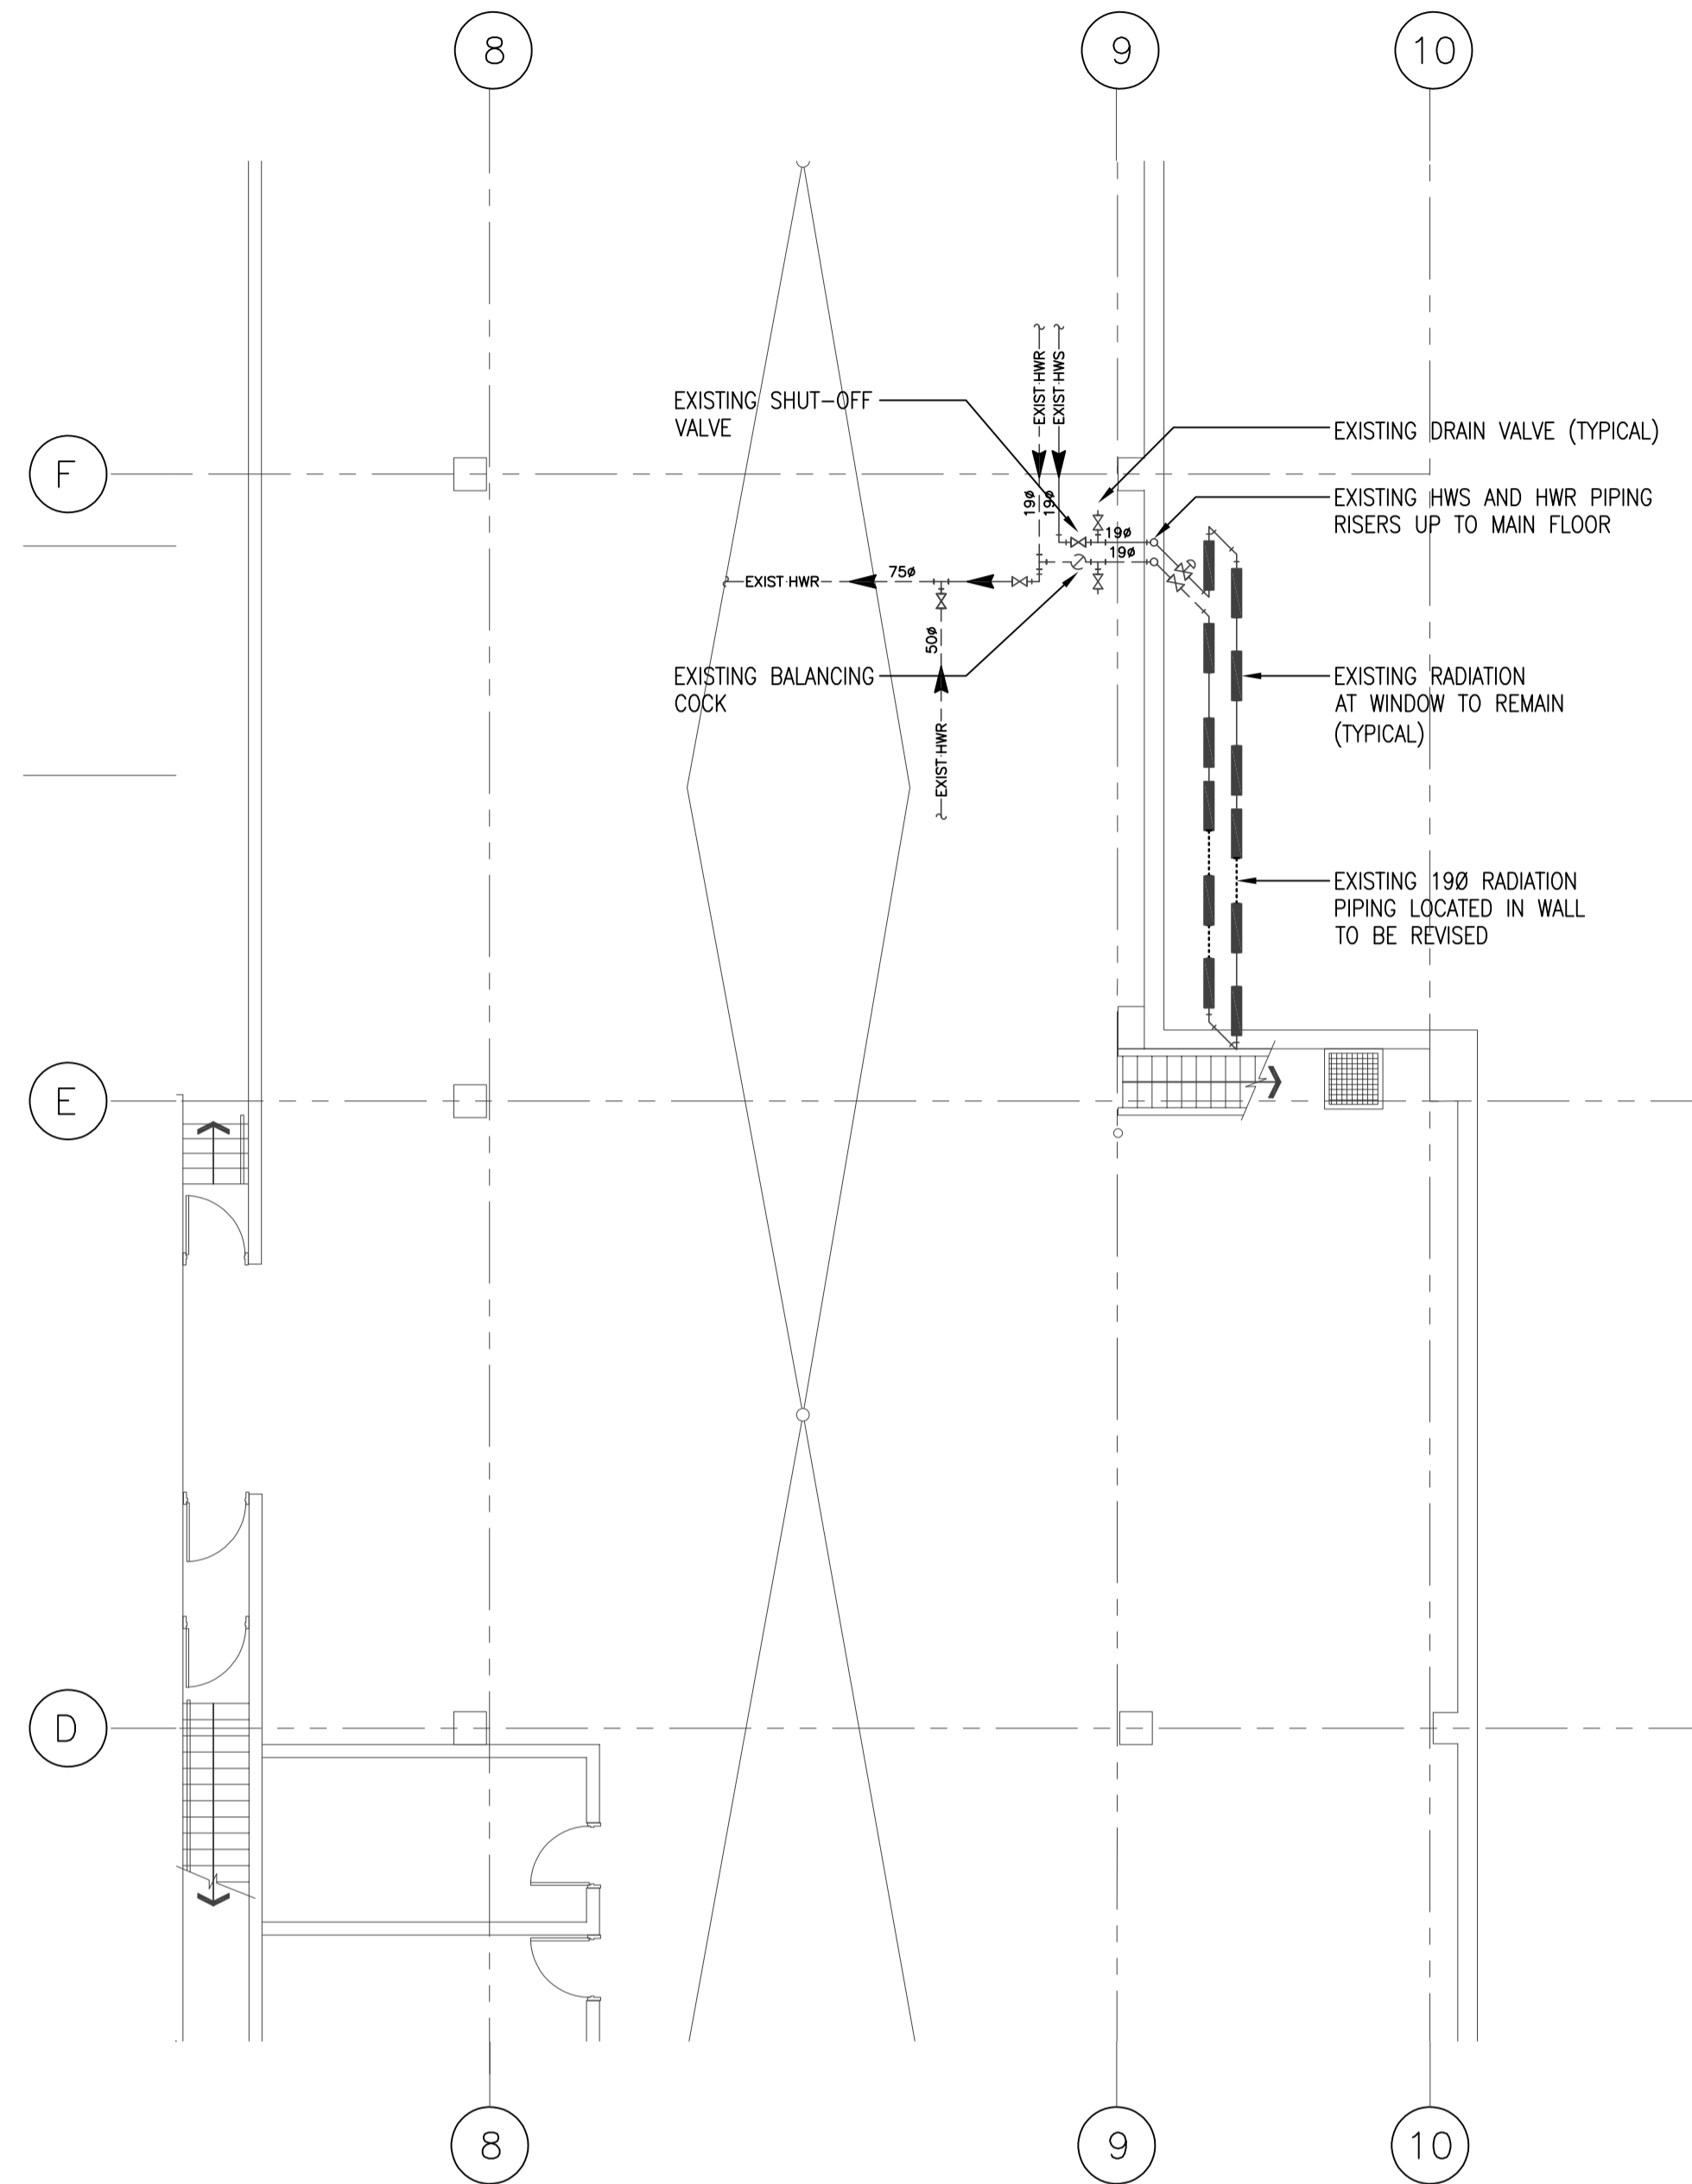 8
9
10
EXIST HWR
EXIST HWS
EXISTING SHUT-OFF
VALVE
EXISTING DRAIN VALVE (TYPICAL)
F
19ø
19ø
EXISTING HWS AND HWR PIPING
RISERS UP TO MAIN FLOOR
19ø
19ø
EXIST HWR
75ø
50ø
EXISTING BALANCING
COCK
EXISTING RADIATION
AT WINDOW TO REMAIN
(TYPICAL)
EXIST HWR
EXISTING 19Ø RADIATION
PIPING LOCATED IN WALL
TO BE REVISED
E
D
8
9
10